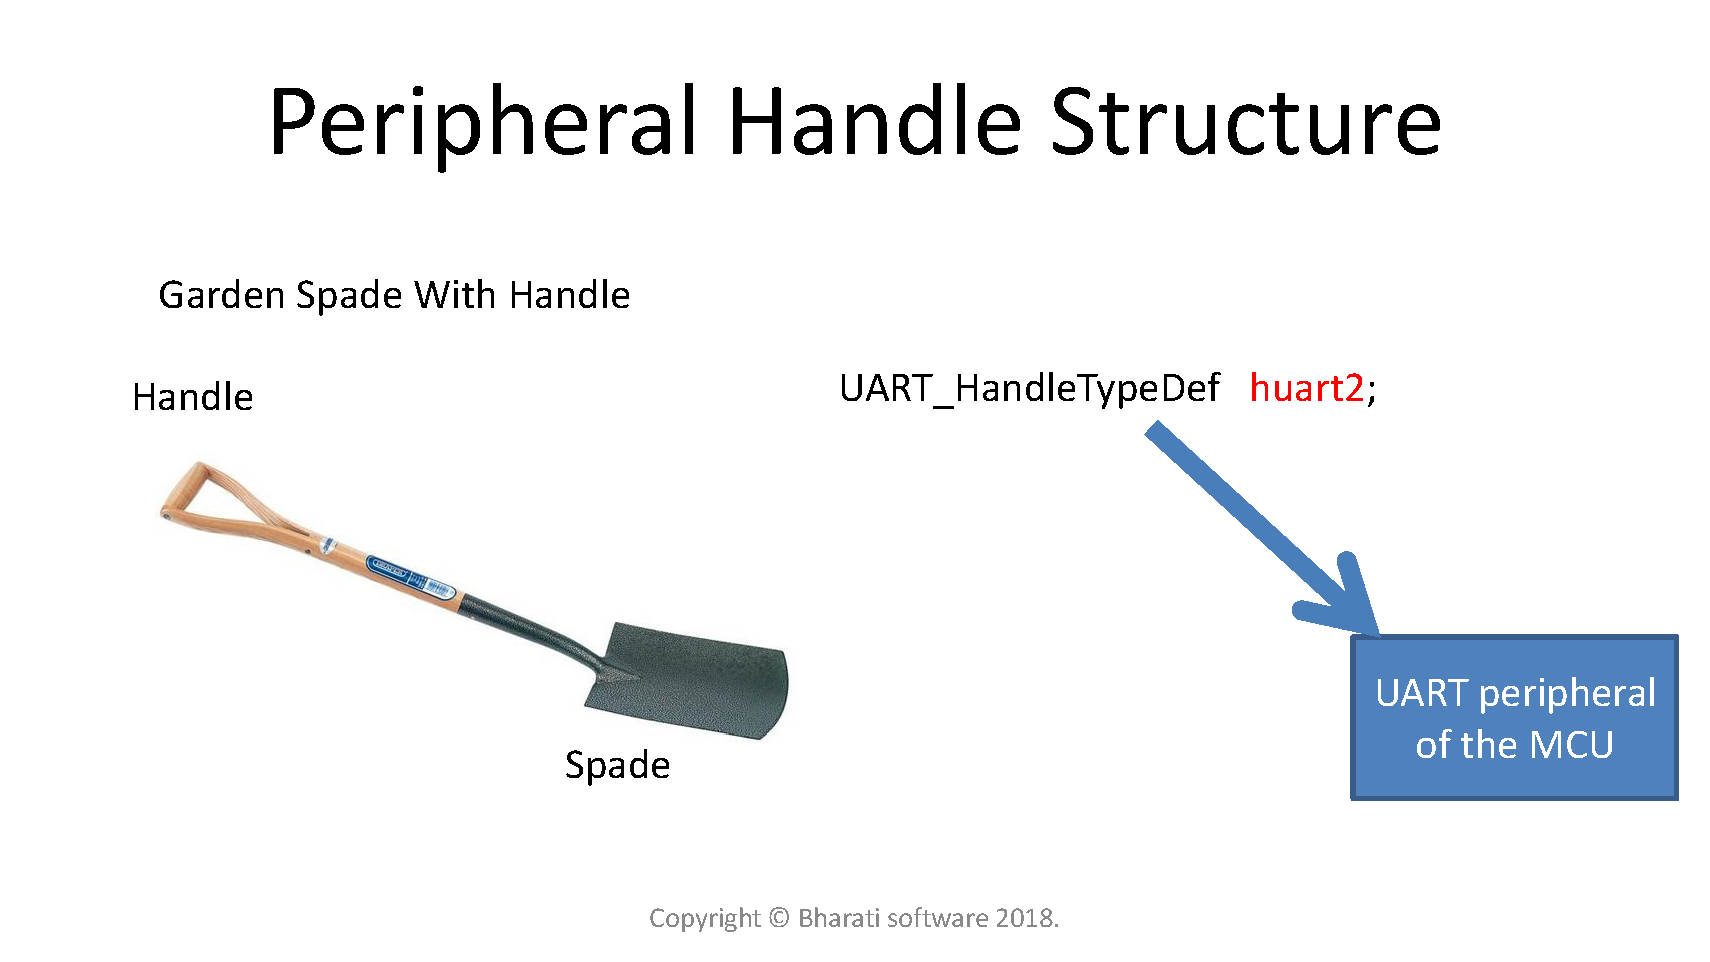 Peripheral Handle Structure
Garden Spade With Handle
Handle
UART_HandleTypeDef huart2;
DRAPER
Spade
UART peripheral
of the MCU
Copyright © Bharati software 2018.